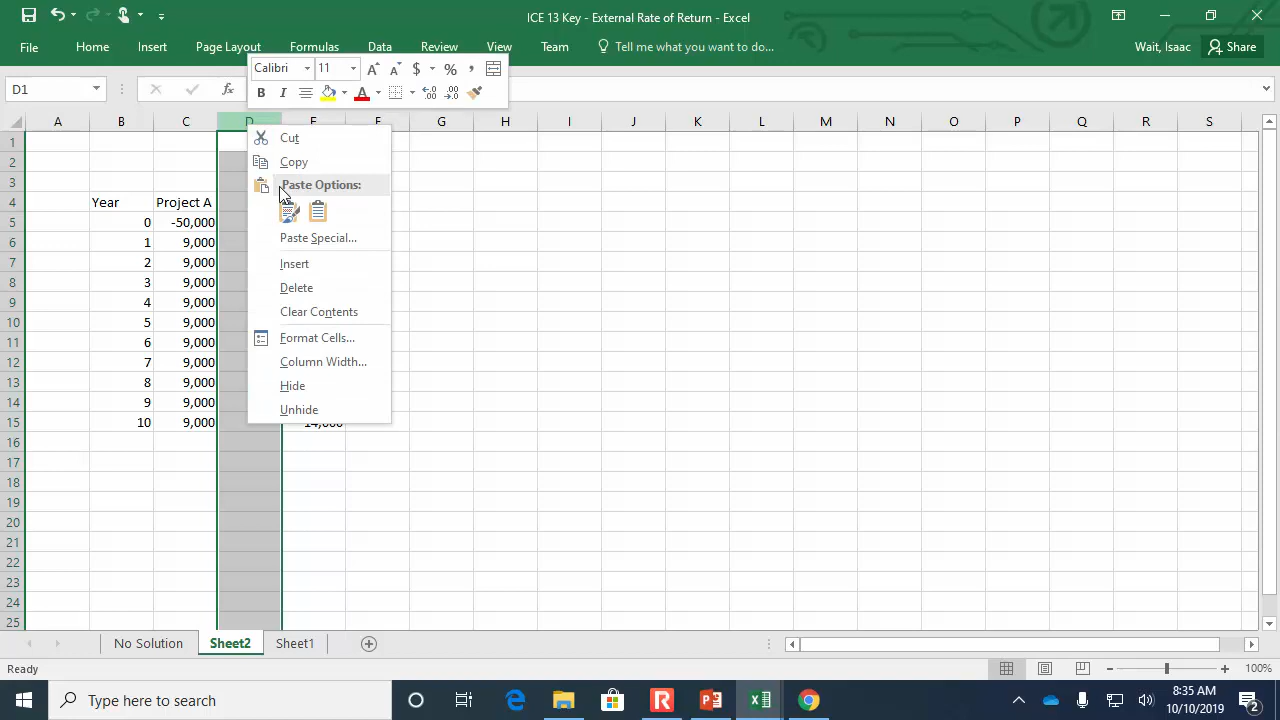 ICE 13 Key - External Rate of Return - Excel
File Home Insert Page Layout Formulas Data Review View Team Tell me what you want to do... Wait, Isaac Share
Calibri 11 $ % ,
B I A
D1 fx
A B C D E F G H I J K L M N O P Q R S
1
2
3
4 Year Project A
5 0 -50,000
6 1 9,000
7 2 9,000
8 3 9,000
9 4 9,000
10 5 9,000
11 6 9,000
12 7 9,000
13 8 9,000
14 9 9,000
15 10 9,000 14,000
16
17
18
19
20
21
22
23
24
25
Cut
Copy
Paste Options:
Paste Special...
Insert
Delete
Clear Contents
Format Cells...
Column Width...
Hide
Unhide
No Solution Sheet2 Sheet1
Ready 100%
Type here to search
8:35 AM
10/10/2019
2